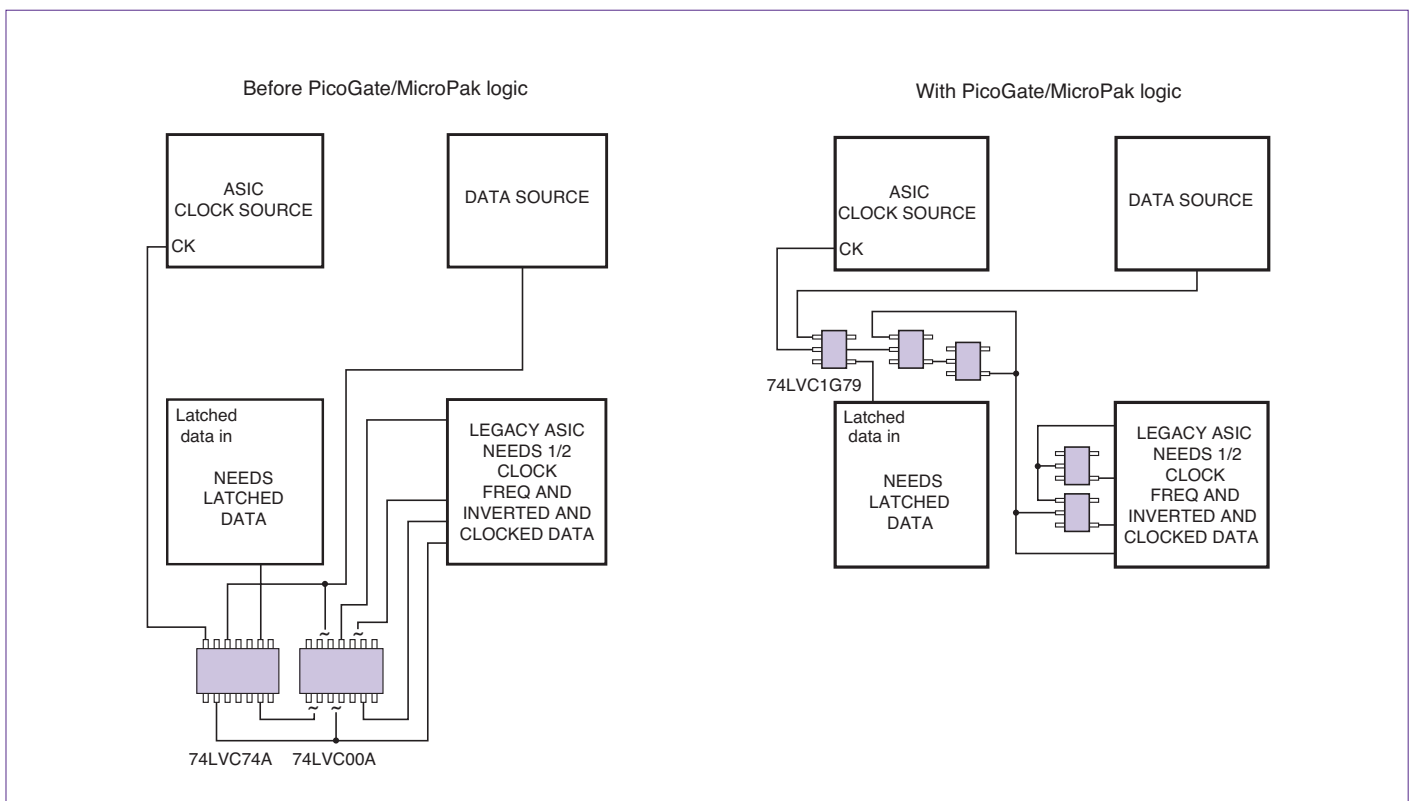 Before PicoGate/MicroPak logic
ASIC
CLOCK SOURCE
CK
DATA SOURCE
Latched
data in
NEEDS
LATCHED
DATA
LEGACY ASIC
NEEDS 1/2
CLOCK
FREQ AND
INVERTED AND
CLOCKED DATA
~
~
~
~
74LVC74A
74LVC00A
With PicoGate/MicroPak logic
ASIC
CLOCK SOURCE
CK
DATA SOURCE
74LVC1G79
Latched
data in
NEEDS
LATCHED
DATA
LEGACY ASIC
NEEDS 1/2
CLOCK
FREQ AND
INVERTED AND
CLOCKED DATA